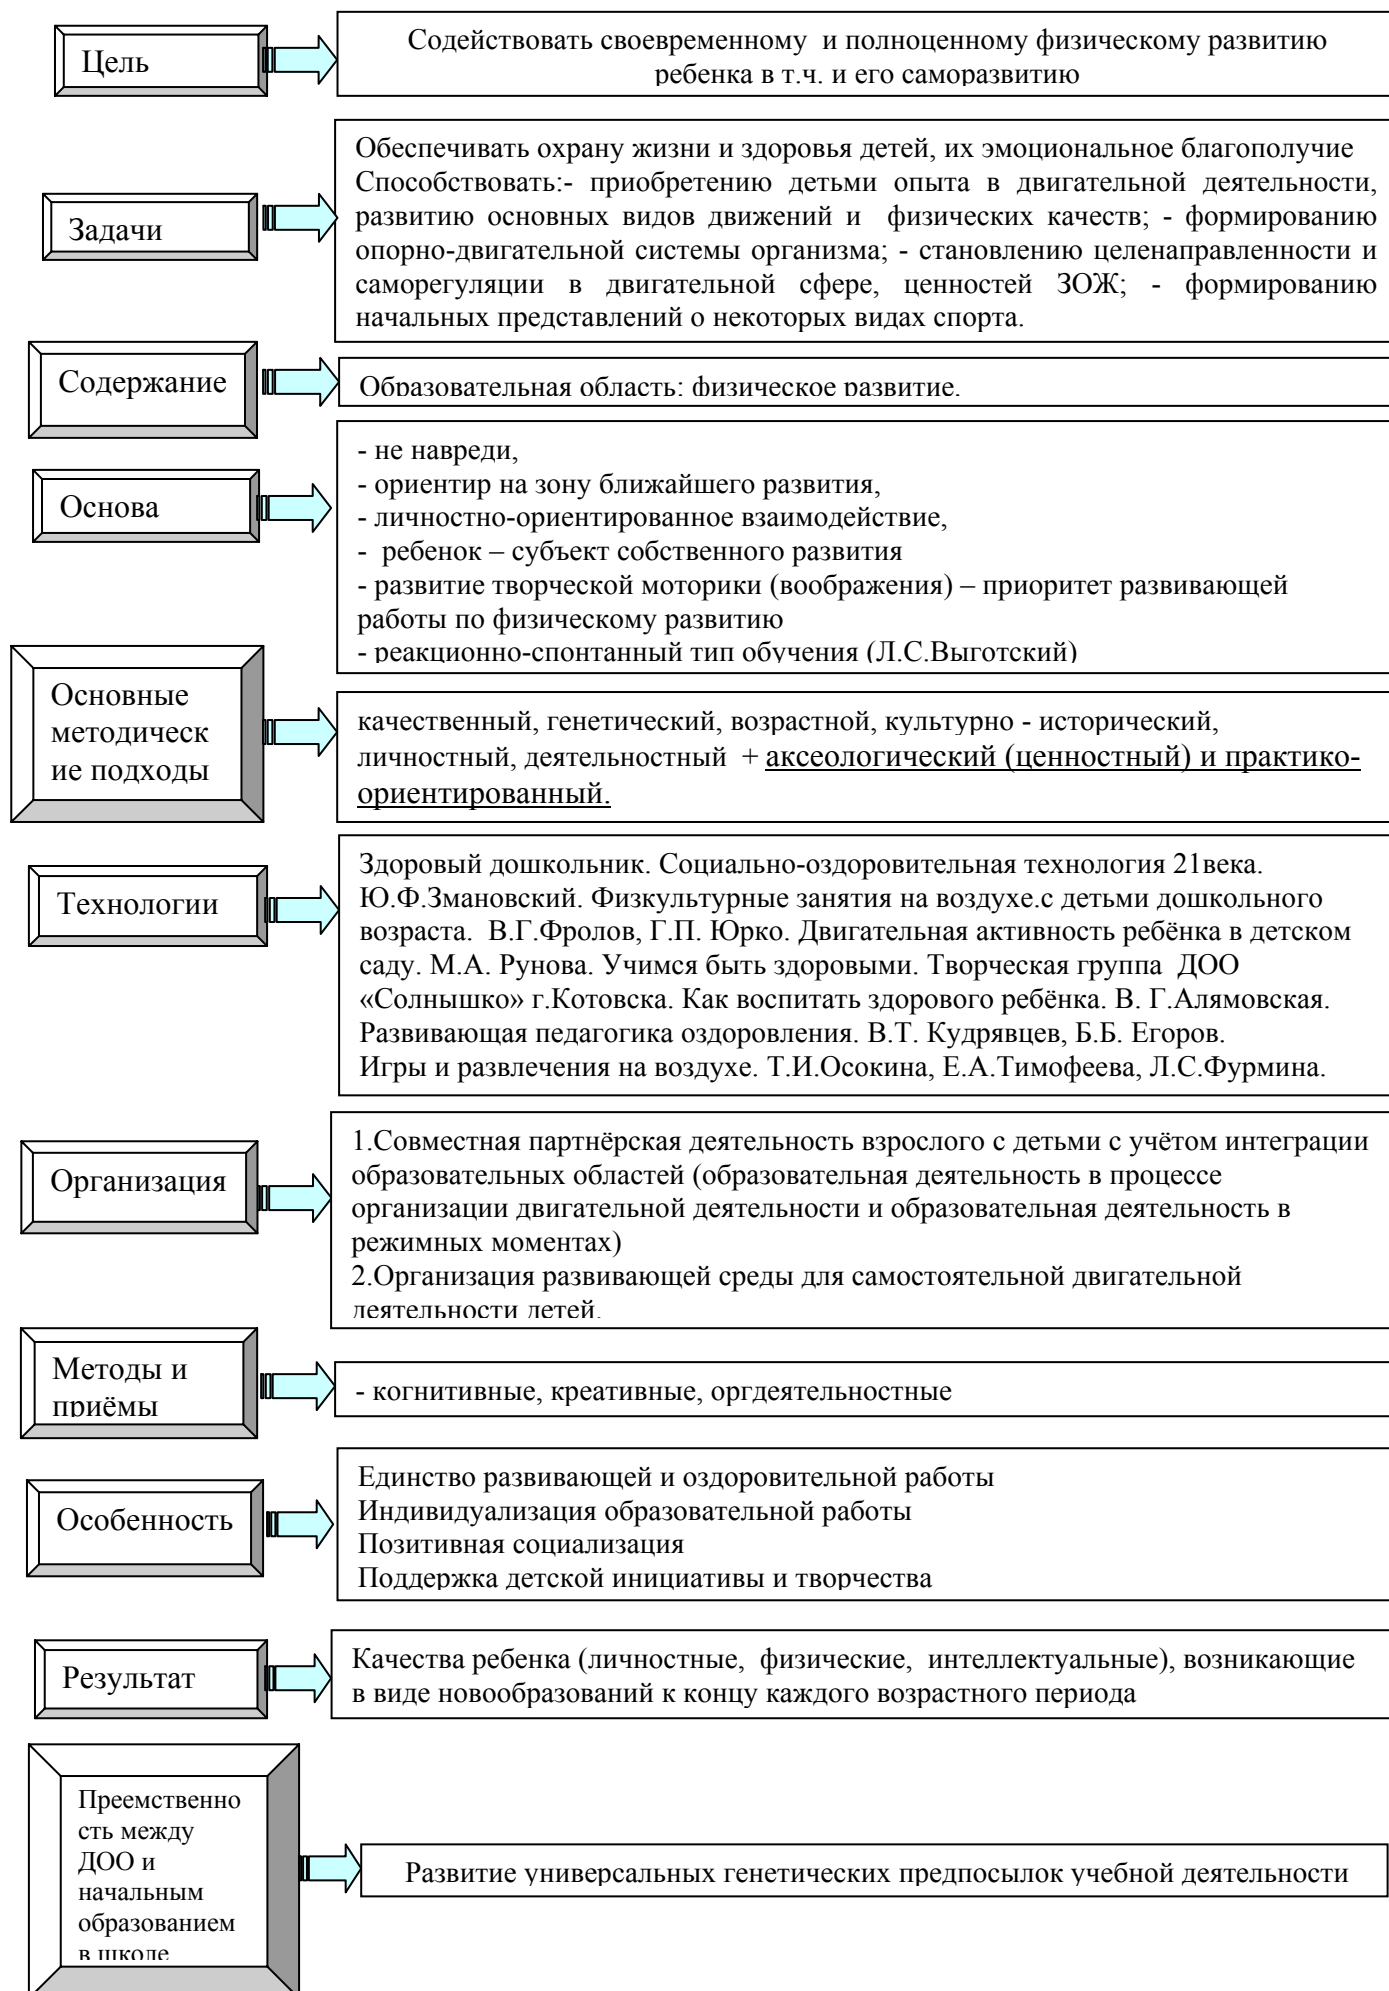 Цель
Содействовать своевременному и полноценному физическому развитию
ребенка в т.ч. и его саморазвитию
Задачи
Обеспечивать охрану жизни и здоровья детей, их эмоциональное благополучие
Способствовать:- приобретению детьми опыта в двигательной деятельности,
развитию основных видов движений и физических качеств; - формированию
опорно-двигательной системы организма; - становлению целенаправленности и
саморегуляции в двигательной сфере, ценностей ЗОЖ; - формированию
начальных представлений о некоторых видах спорта.
Содержание
Образовательная область: физическое развитие.
Основа
- не навреди,
- ориентир на зону ближайшего развития,
- личностно-ориентированное взаимодействие,
- ребенок – субъект собственного развития
- развитие творческой моторики (воображения) – приоритет развивающей
работы по физическому развитию
- реакционно-спонтанный тип обучения (Л.С.Выготский)
Основные
методическ
ие подходы
качественный, генетический, возрастной, культурно - исторический,
личностный, деятельностный + аксеологический (ценностный) и практико-
ориентированный.
Технологии
Здоровый дошкольник. Социально-оздоровительная технология 21века.
Ю.Ф.Змановский. Физкультурные занятия на воздухе.с детьми дошкольного
возраста. В.Г.Фролов, Г.П. Юрко. Двигательная активность ребёнка в детском
саду. М.А. Рунова. Учимся быть здоровыми. Творческая группа ДОО
«Солнышко» г.Котовска. Как воспитать здорового ребёнка. В. Г.Алямовская.
Развивающая педагогика оздоровления. В.Т. Кудрявцев, Б.Б. Егоров.
Игры и развлечения на воздухе. Т.И.Осокина, Е.А.Тимофеева, Л.С.Фурмина.
Организация
1.Совместная партнёрская деятельность взрослого с детьми с учётом интеграции
образовательных областей (образовательная деятельность в процессе
организации двигательной деятельности и образовательная деятельность в
режимных моментах)
2.Организация развивающей среды для самостоятельной двигательной
деятельности детей.
Методы и
приёмы
- когнитивные, креативные, оргдеятельностные
Особенность
Единство развивающей и оздоровительной работы
Индивидуализация образовательной работы
Позитивная социализация
Поддержка детской инициативы и творчества
Результат
Качества ребенка (личностные, физические, интеллектуальные), возникающие
в виде новообразований к концу каждого возрастного периода
Преемственно
сть между
ДОО и
начальным
образованием
в школе
Развитие универсальных генетических предпосылок учебной деятельности